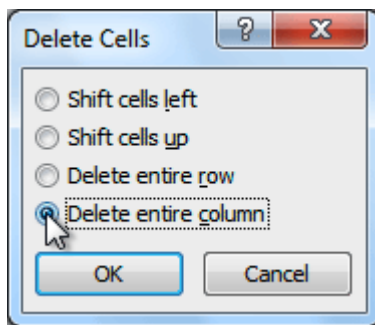 Delete Cells
Shift cells left
Shift cells up
Delete entire row
Delete entire column
OK
Cancel